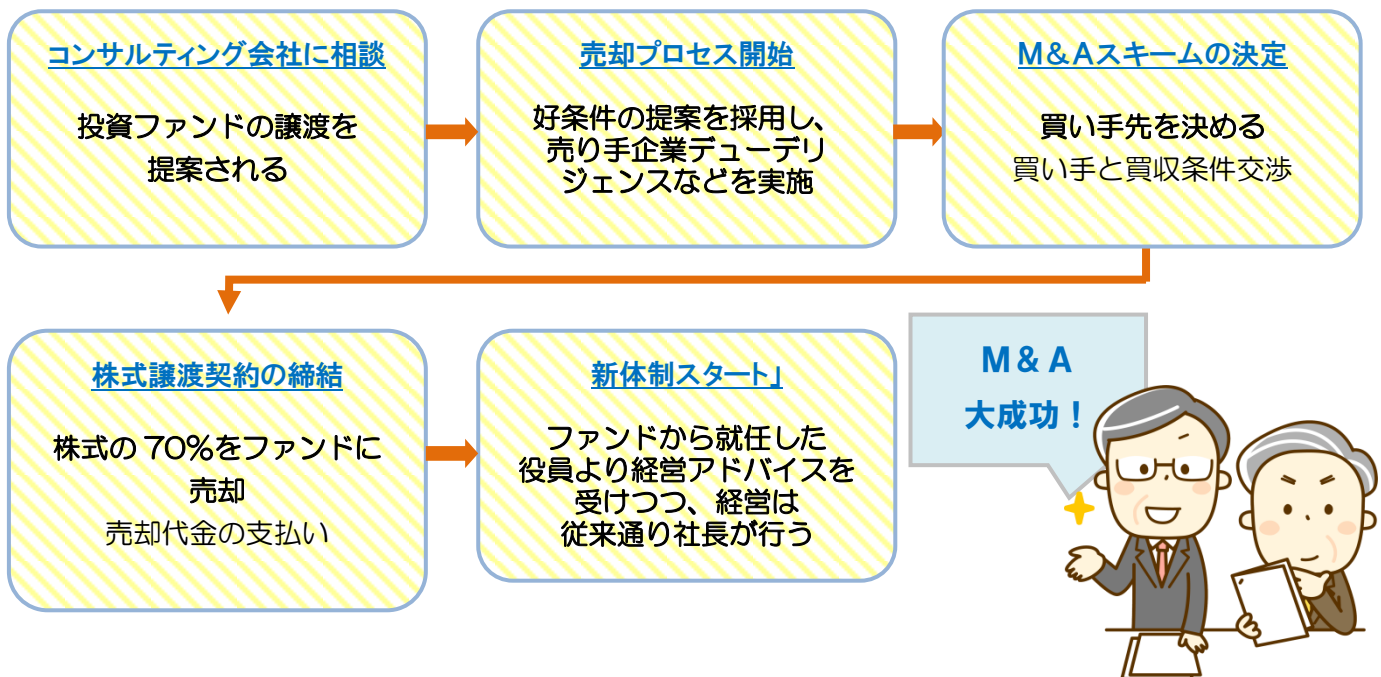 コンサルティング会社に相談
投資ファンドの譲渡を
提案される
売却プロセス開始
好条件の提案を採用し、
売り手企業デューデリ
ジェンスなどを実施
M&Aスキームの決定
買い手先を決める
買い手と買収条件交渉
株式譲渡契約の締結
株式の70%をファンドに
売却
売却代金の支払い
新体制スタート」
ファンドから就任した
役員より経営アドバイスを
受けつつ、経営は
従来通り社長が行う
M&A
大成功!